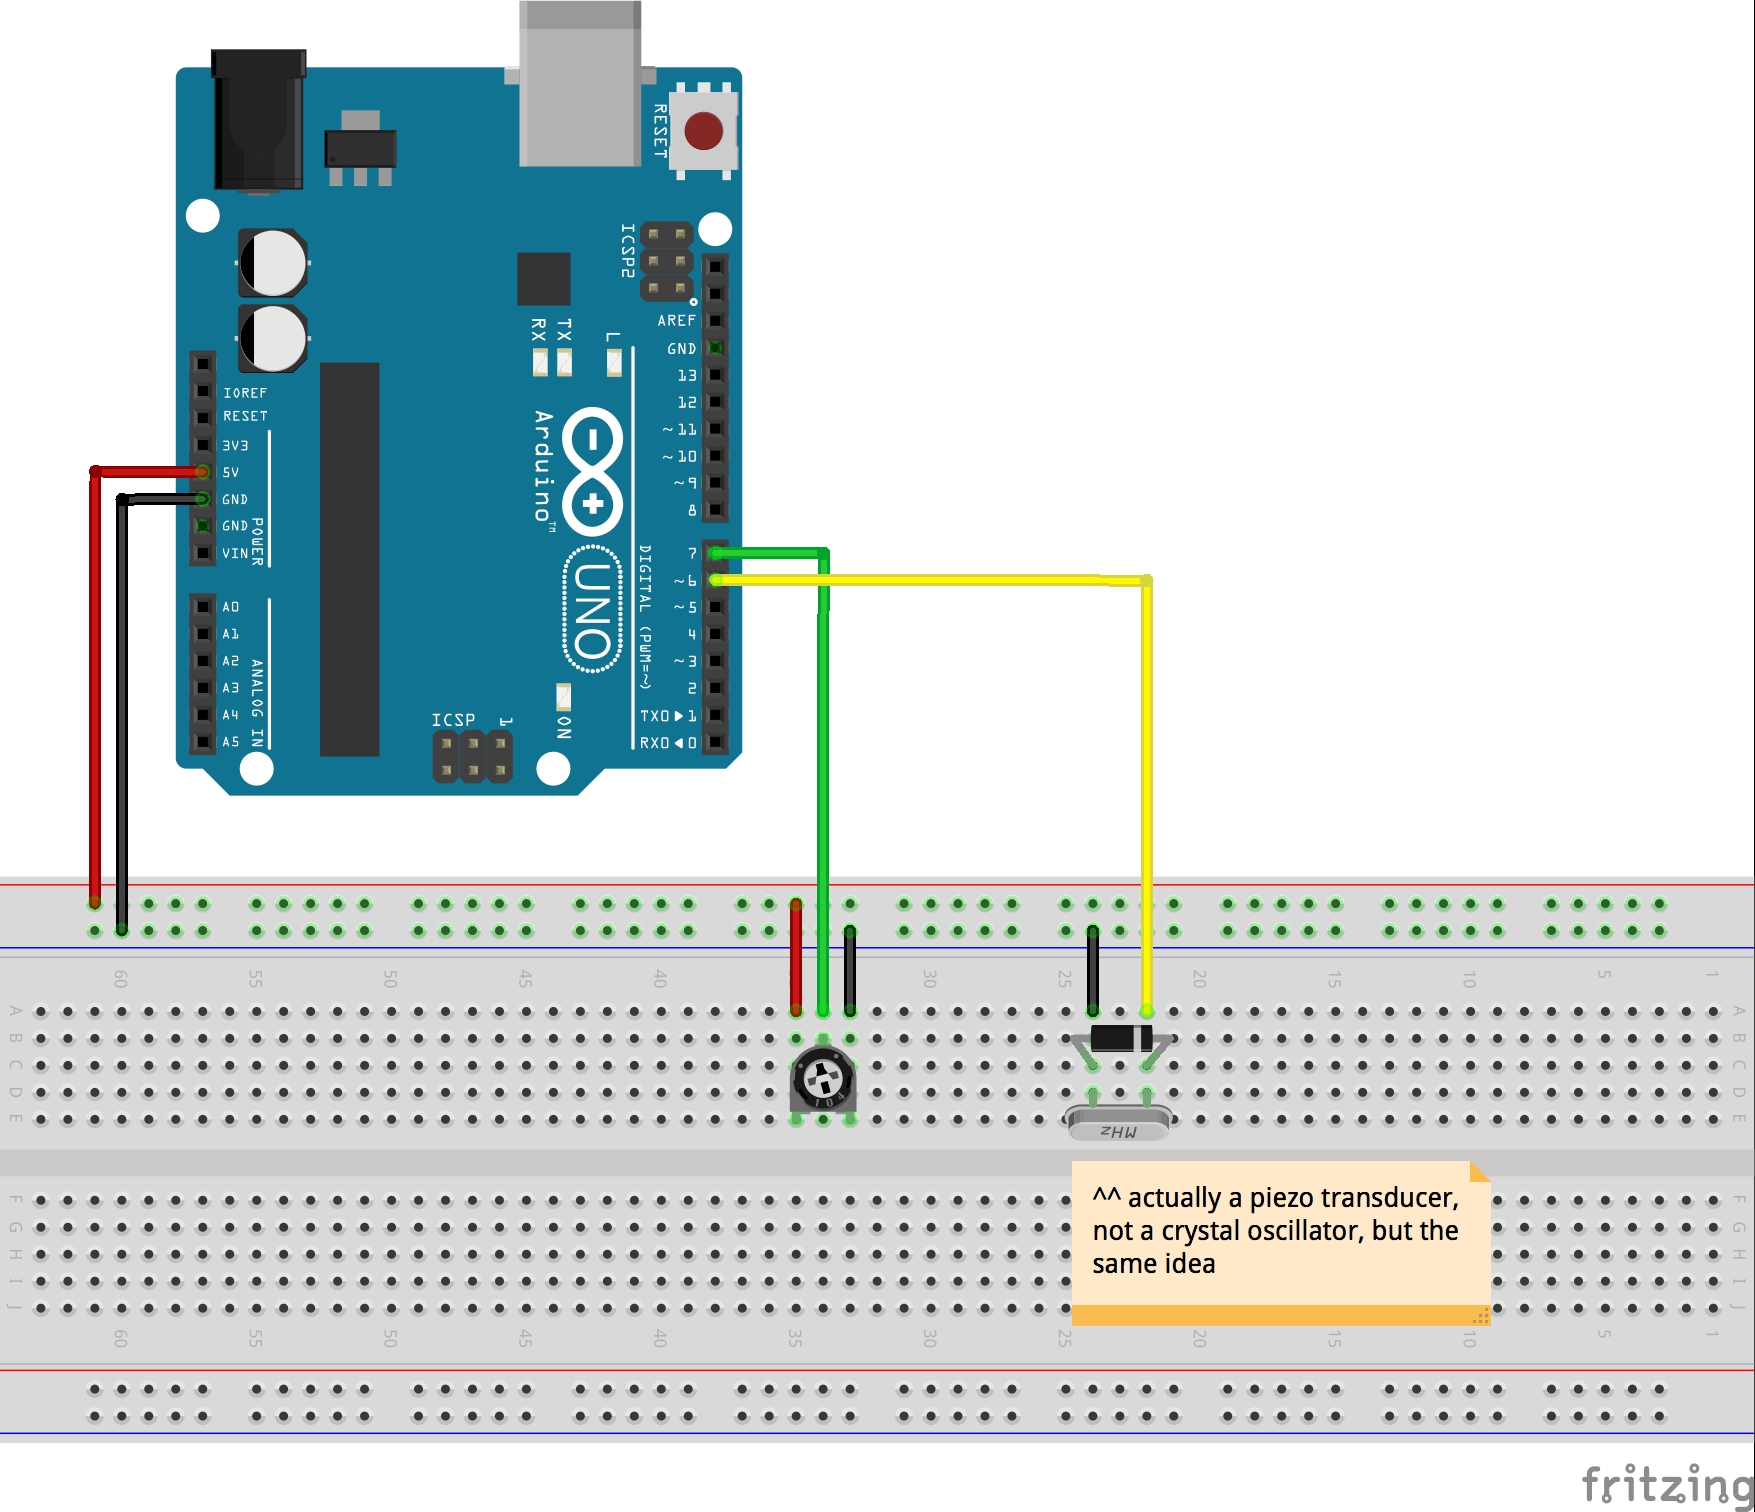 RESET
ICSP2
AREF
GND
13
12
~11
~10
~9
8
7
~6
~5
4
~3
2
TX0▶1
RX0◀0
RX
TX
L
IOREF
RESET
3V3
5V
GND
GND
VIN
POWER
A0
A1
A2
A3
A4
A5
ANALOG IN
Arduino™
UNO
DIGITAL (PWM=~)
ON
ICSP
1
60 55 50 45 40 30 25 20 15 10 5 1
A A
B B
C C
D D
E E
104
MHz
^^ actually a piezo transducer,
not a crystal oscillator, but the
same idea
F F
G G
H H
I I
J J
60 55 50 45 40 35 30 25 20 15 10 5 1
fritzing